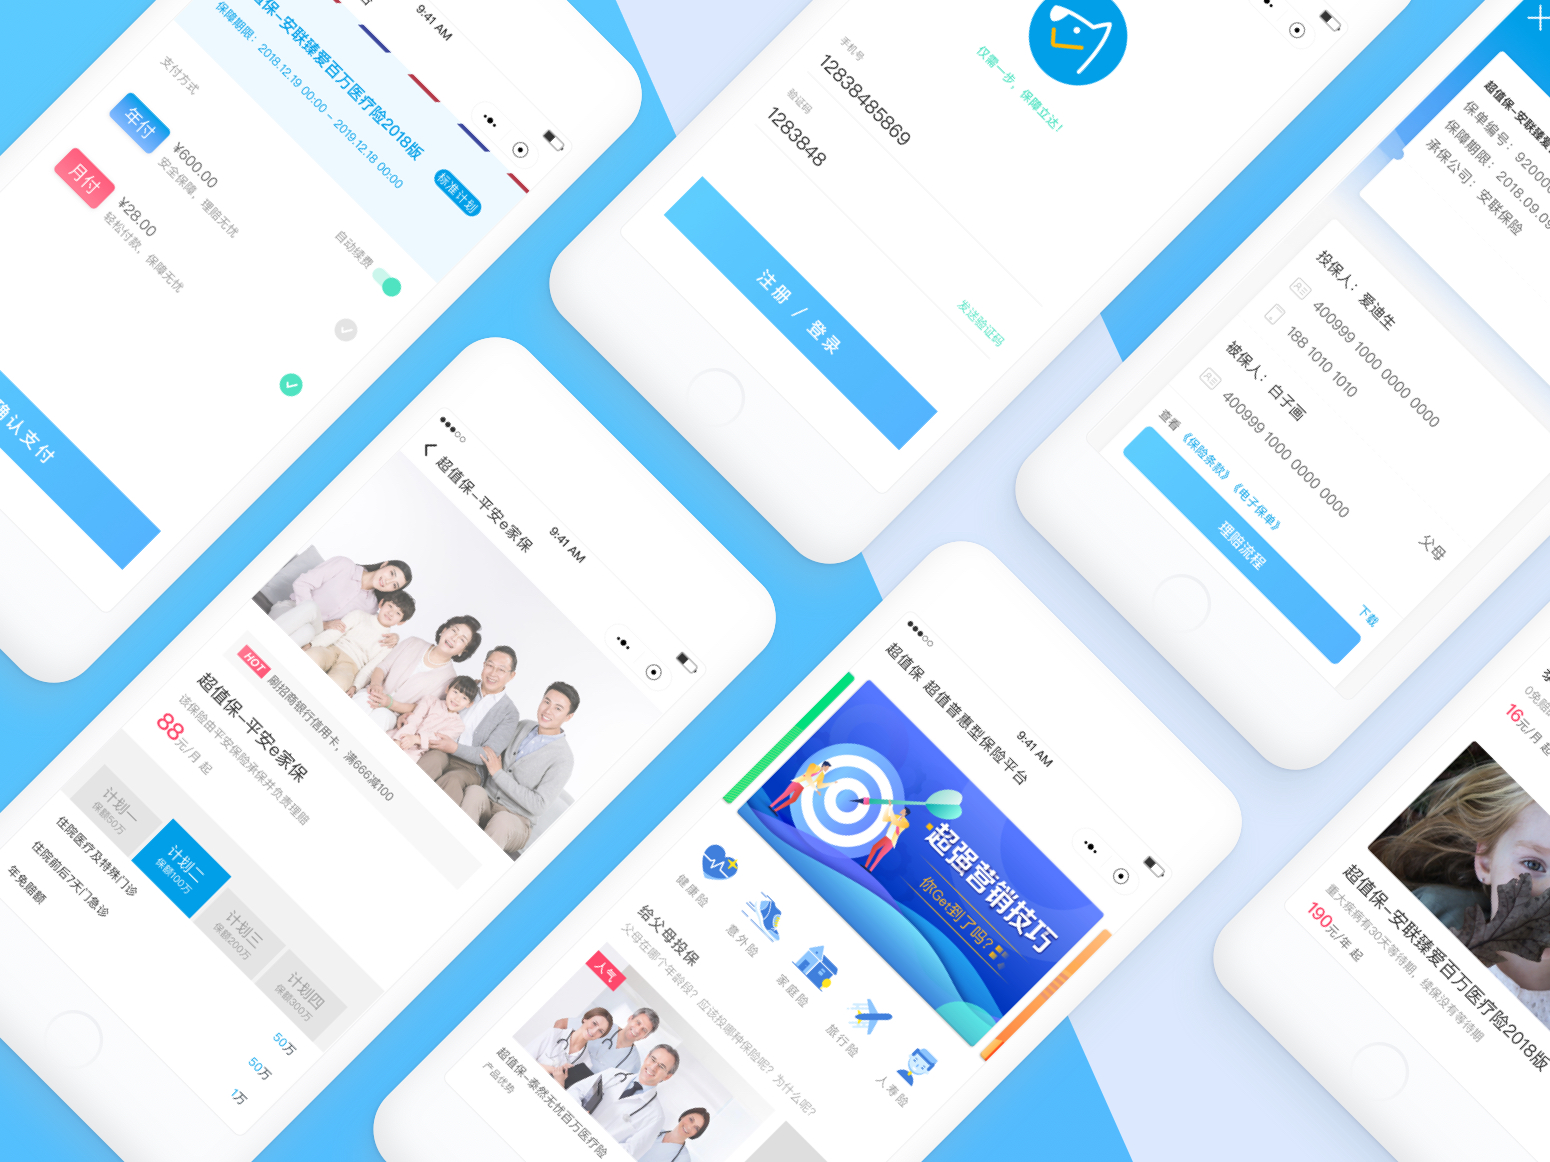 9:41 AM
值保-安联臻爱百万医疗险2018版
保障期限：2018.12.19 00:00 - 2019.12.18 00:00
标准计划
支付方式
自动续费
年付
¥600.00
安全保障，理赔无忧
月付
¥28.00
轻松付款，保障无忧
确认支付
仅需一步，保障立达！
手机号
12838485869
验证码
1283848
发送验证码
注册 / 登录
超值保-安联臻爱
保单编号：920000
保障期限：2018.09.09
承保公司：安联保险
投保人：爱迪生
400999 1000 0000 0000
188 1010 1010
被保人：白子画
父母
400999 1000 0000 0000
查看《保险条款》《电子保单》
下载
理赔流程
9:41 AM
超值保-平安e家保
HOT
刷招商银行信用卡，满666减100
超值保-平安e家保
该保险由平安保险承保并负责理赔
88元/月 起
计划一
保额50万
计划二
保额100万
计划三
保额200万
计划四
保额300万
住院医疗及特殊门诊
50万
住院前后7天门急诊
50万
年免赔额
1万
9:41 AM
超值保 超值普惠型保险平台
超强营销技巧
你Get到了吗？
健康险
意外险
家庭险
旅行险
人寿险
给父母投保
父母在哪个年龄段？应该投哪种保险呢？为什么呢？
人气
超值保-泰然无忧百万医疗险
产品优势
0免赔
16元/月 起
超值保-安联臻爱百万医疗险2018版
重大疾病有30天等待期，续保没有等待期
190元/年 起